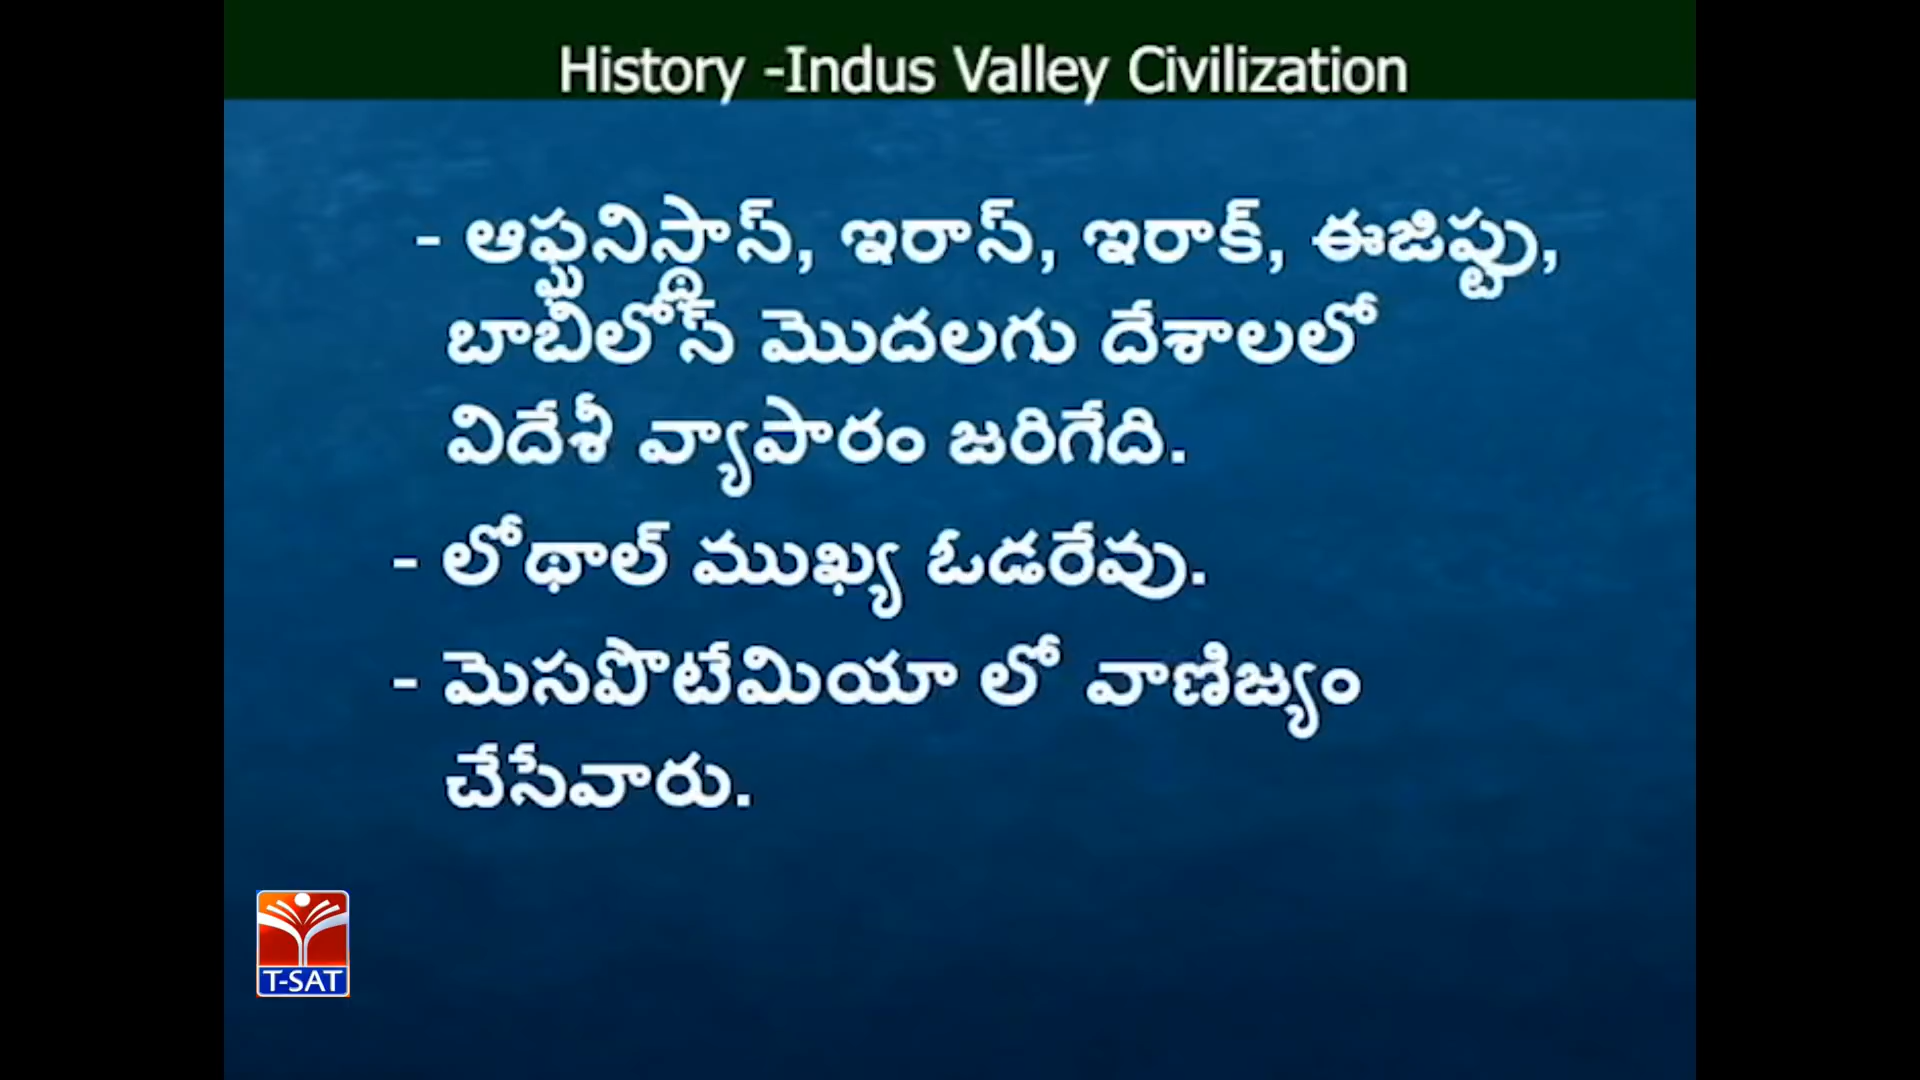 History -Indus Valley Civilization
- ఆఫ్ఘనిస్థాన్, ఇరాన్, ఇరాక్, ఈజిప్టు,
బాబిలోన్ మొదలగు దేశాలలో
విదేశీ వ్యాపారం జరిగేది.
- లోథాల్ ముఖ్య ఓడరేవు.
- మెసపొటేమియా లో వాణిజ్యం
చేసేవారు.
T-SAT